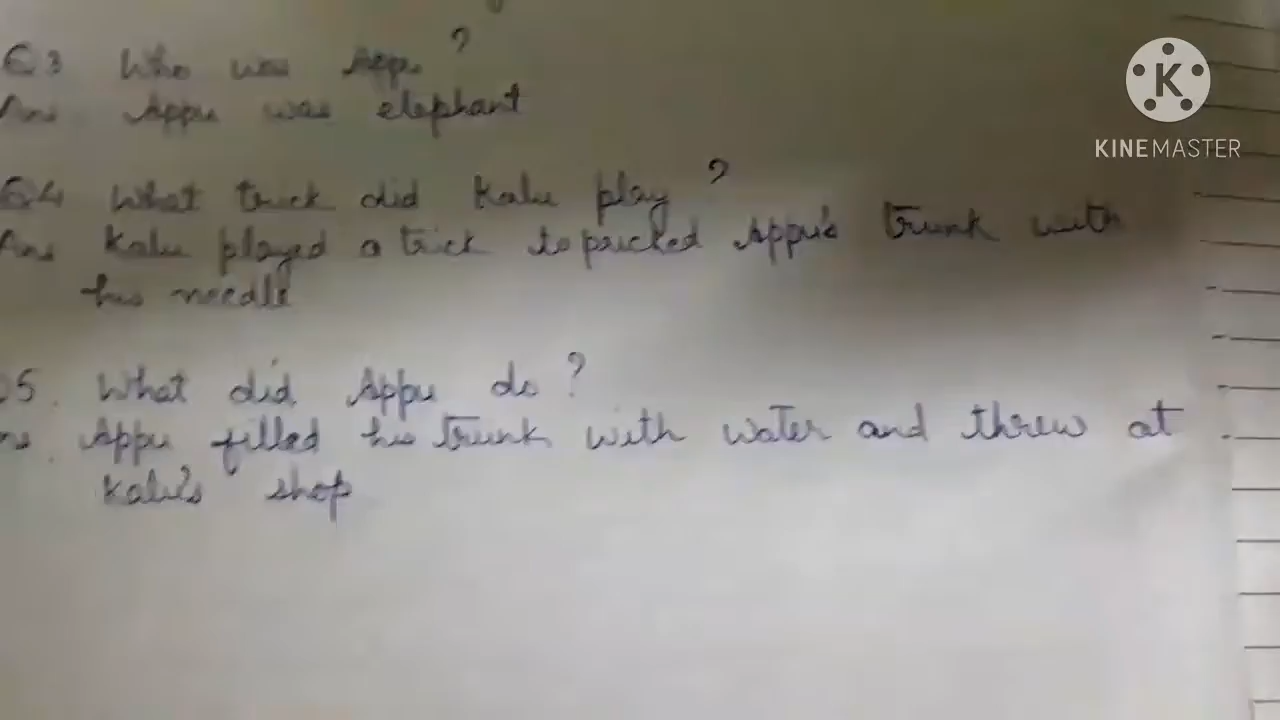 Q3 Who was Appu ?
Ans Appu was elephant
Q4 What trick did Kalu play ?
Ans Kalu played a trick to pricked Appu's trunk with
his needle
Q5. What did Appu do ?
Ans. Appu filled his trunk with water and threw at
Kalu's shop
K
KINEMASTER